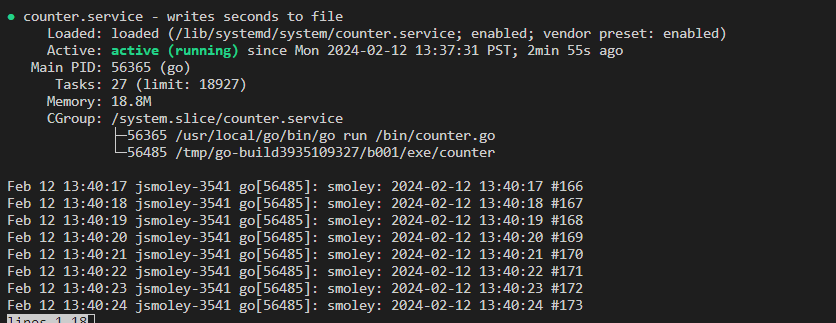 ● counter.service - writes seconds to file
Loaded: loaded (/lib/systemd/system/counter.service; enabled; vendor preset: enabled)
Active: active (running) since Mon 2024-02-12 13:37:31 PST; 2min 55s ago
Main PID: 56365 (go)
Tasks: 27 (limit: 18927)
Memory: 18.8M
CGroup: /system.slice/counter.service
├─56365 /usr/local/go/bin/go run /bin/counter.go
└─56485 /tmp/go-build3935109327/b001/exe/counter

Feb 12 13:40:17 jsmoley-3541 go[56485]: smoley: 2024-02-12 13:40:17 #166
Feb 12 13:40:18 jsmoley-3541 go[56485]: smoley: 2024-02-12 13:40:18 #167
Feb 12 13:40:19 jsmoley-3541 go[56485]: smoley: 2024-02-12 13:40:19 #168
Feb 12 13:40:20 jsmoley-3541 go[56485]: smoley: 2024-02-12 13:40:20 #169
Feb 12 13:40:21 jsmoley-3541 go[56485]: smoley: 2024-02-12 13:40:21 #170
Feb 12 13:40:22 jsmoley-3541 go[56485]: smoley: 2024-02-12 13:40:22 #171
Feb 12 13:40:23 jsmoley-3541 go[56485]: smoley: 2024-02-12 13:40:23 #172
Feb 12 13:40:24 jsmoley-3541 go[56485]: smoley: 2024-02-12 13:40:24 #173
lines 1-18